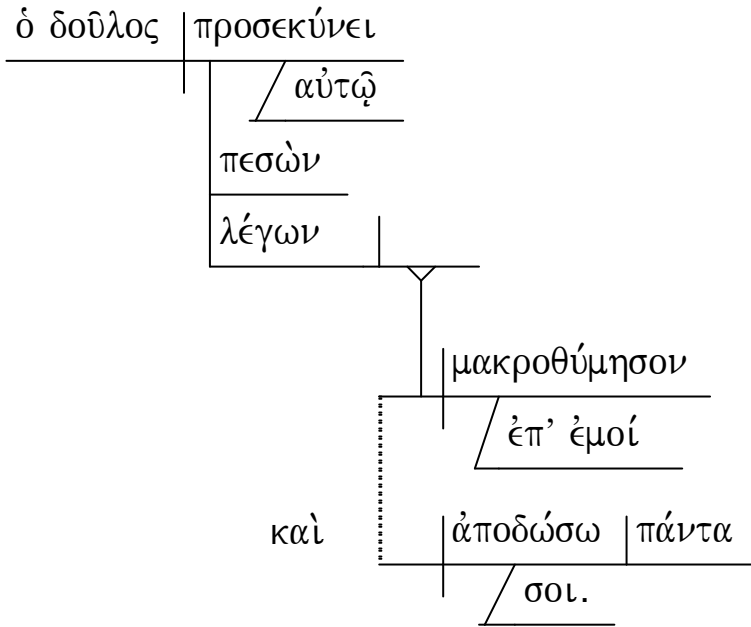 ὁ δοῦλος προσεκύνει
αὐτῷ
πεσὼν
λέγων
μακροθύμησον
ἐπ’ ἐμοί
καὶ ἀποδώσω πάντα
σοι.